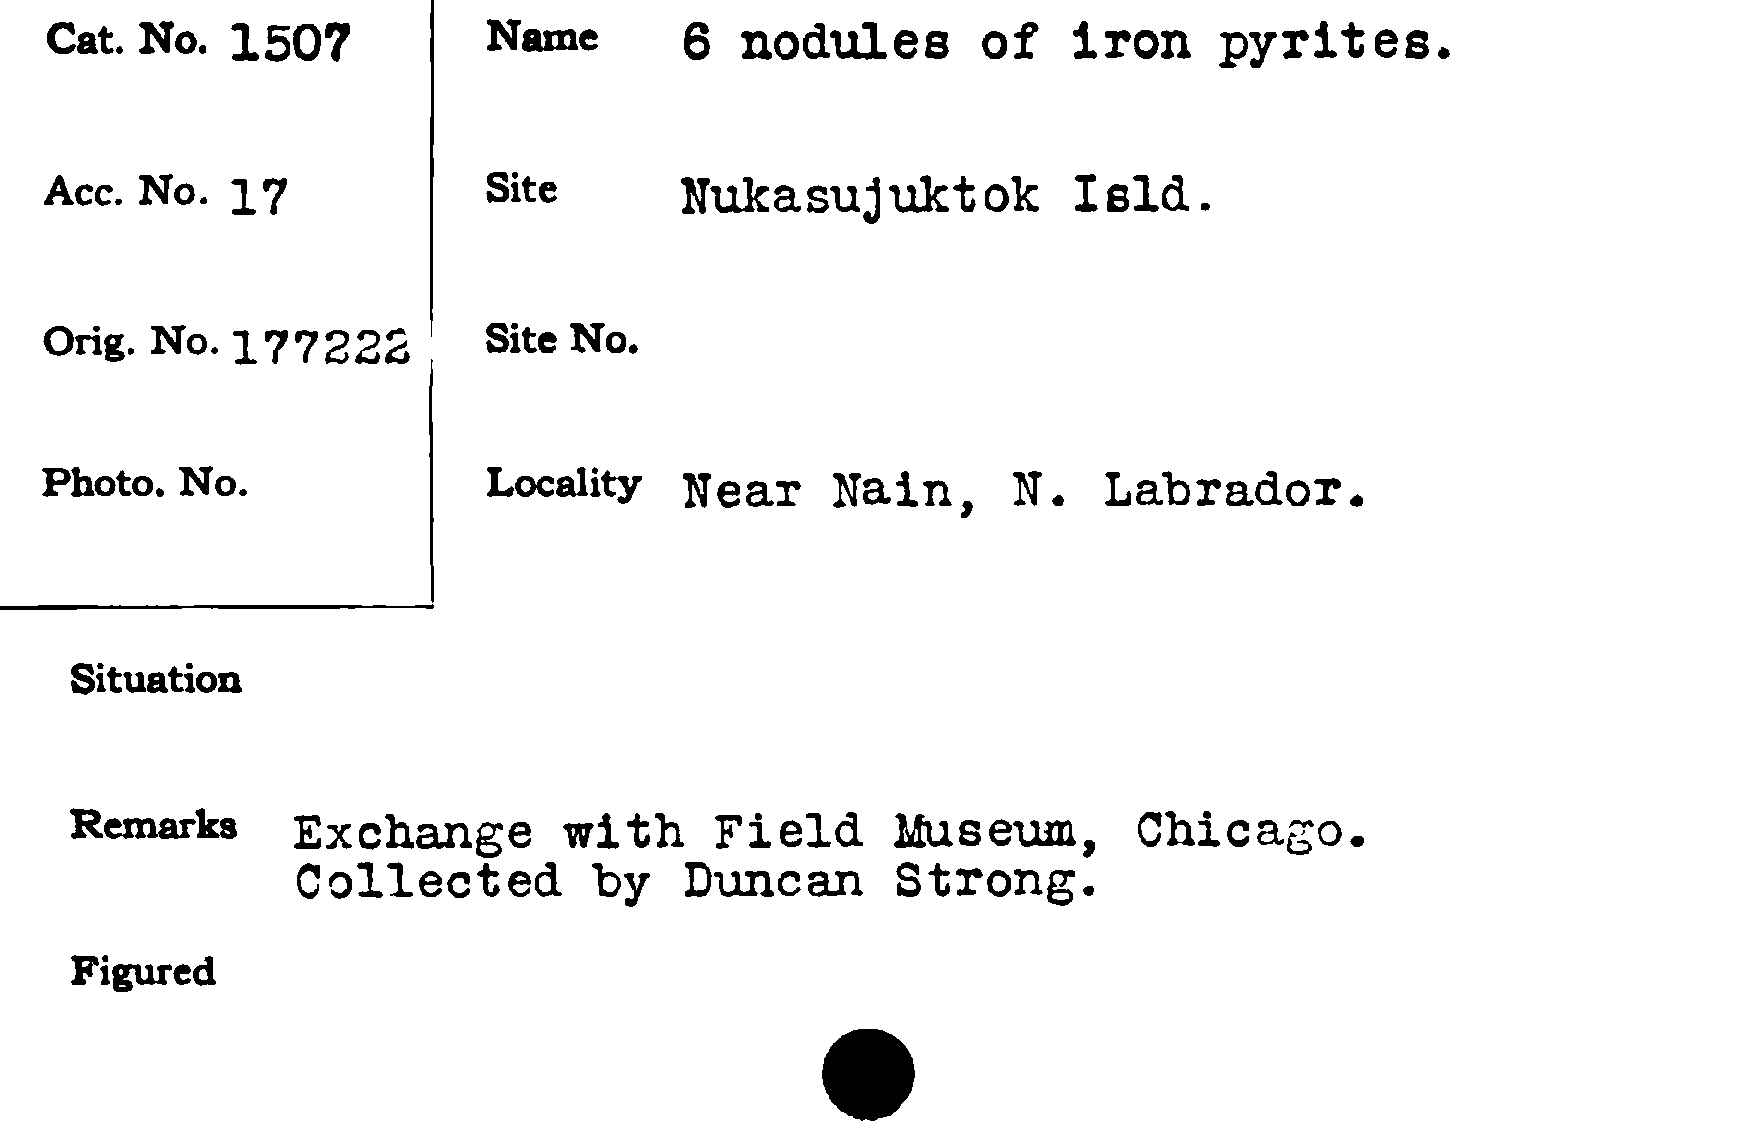 Cat. No. 1507
Name 6 nodules of iron pyrites.
Acc. No. 17
Site Nukasujuktok Isld.
Orig. No. 177222
Site No.
Photo. No.
Locality Near Nain, N. Labrador.
Situation
Remarks Exchange with Field Museum, Chicago.
Collected by Duncan Strong.
Figured